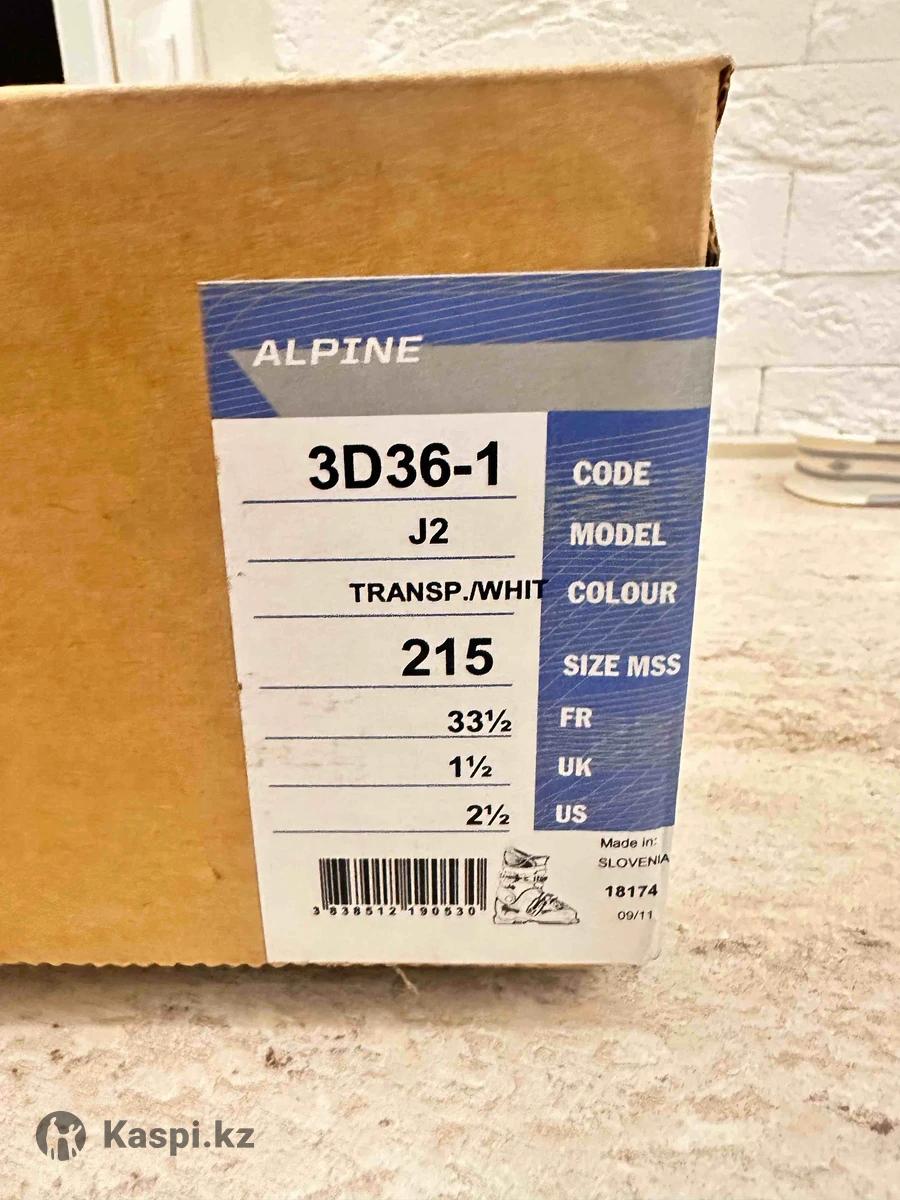 ALPINE
3D36-1 CODE
J2 MODEL
TRANSP./WHIT COLOUR
215 SIZE MSS
33½ FR
1½ UK
2½ US
Made in:
SLOVENIA
18174
09/11
3 838512 190530
Kaspi.kz